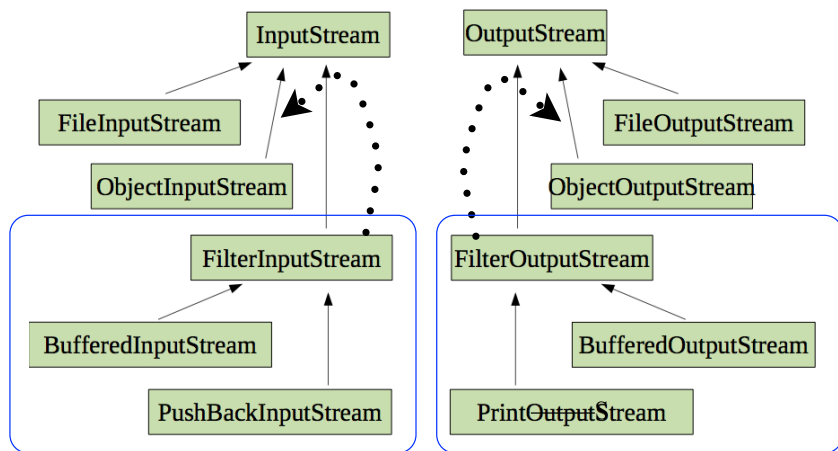 InputStream
OutputStream
FileInputStream
FileOutputStream
ObjectInputStream
ObjectOutputStream
FilterInputStream
FilterOutputStream
BufferedInputStream
BufferedOutputStream
PushBackInputStream
PrintOutputStream